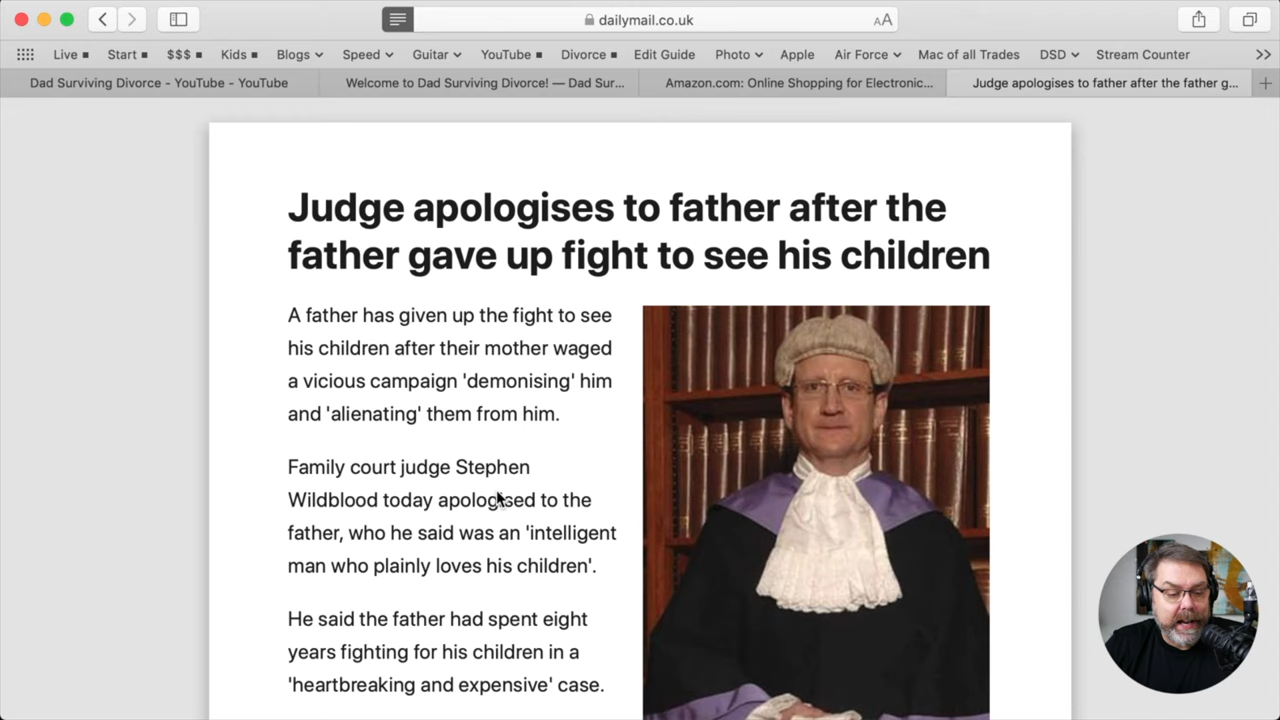 dailymail.co.uk
AA
Live
Start
$$$
Kids
Blogs
Speed
Guitar
YouTube
Divorce
Edit Guide
Photo
Apple
Air Force
Mac of all Trades
DSD
Stream Counter
Dad Surviving Divorce - YouTube - YouTube
Welcome to Dad Surviving Divorce! — Dad Sur...
Amazon.com: Online Shopping for Electronic...
Judge apologises to father after the father g...
Judge apologises to father after the
father gave up fight to see his children
A father has given up the fight to see
his children after their mother waged
a vicious campaign 'demonising' him
and 'alienating' them from him.
Family court judge Stephen
Wildblood today apologised to the
father, who he said was an 'intelligent
man who plainly loves his children'.
He said the father had spent eight
years fighting for his children in a
'heartbreaking and expensive' case.